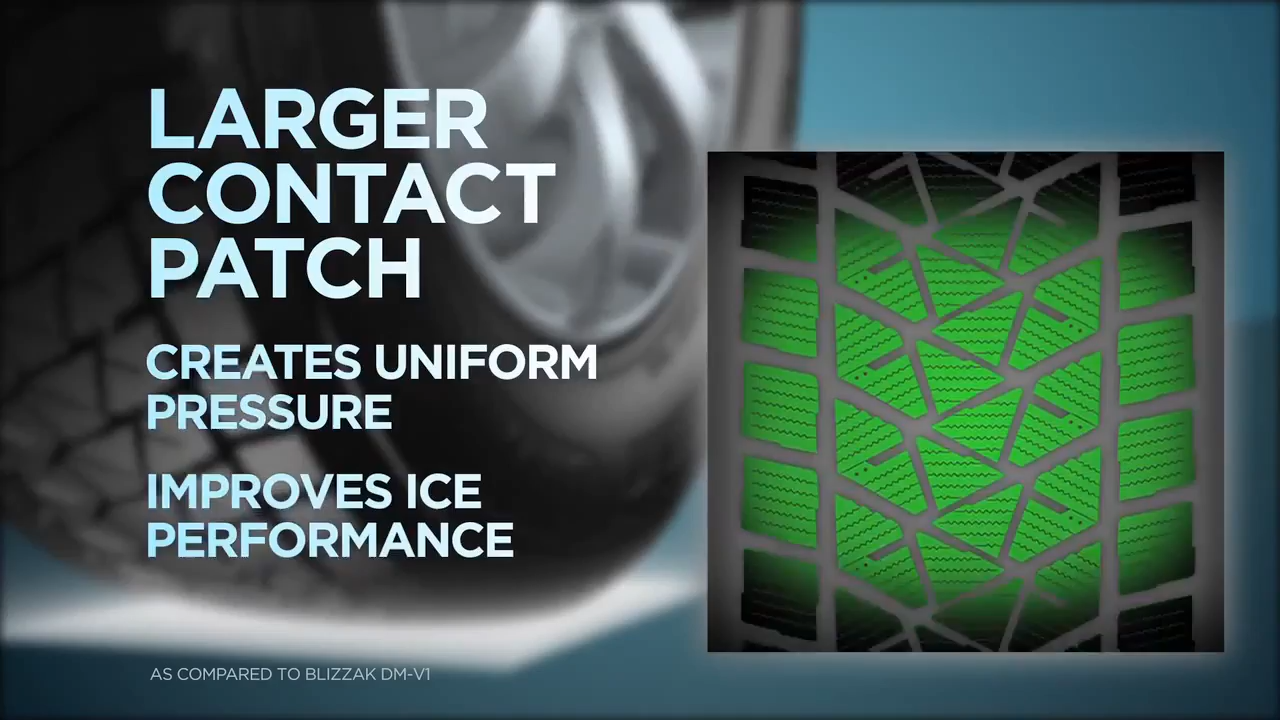 LARGER
CONTACT
PATCH
CREATES UNIFORM
PRESSURE
IMPROVES ICE
PERFORMANCE
AS COMPARED TO BLIZZAK DM-V1